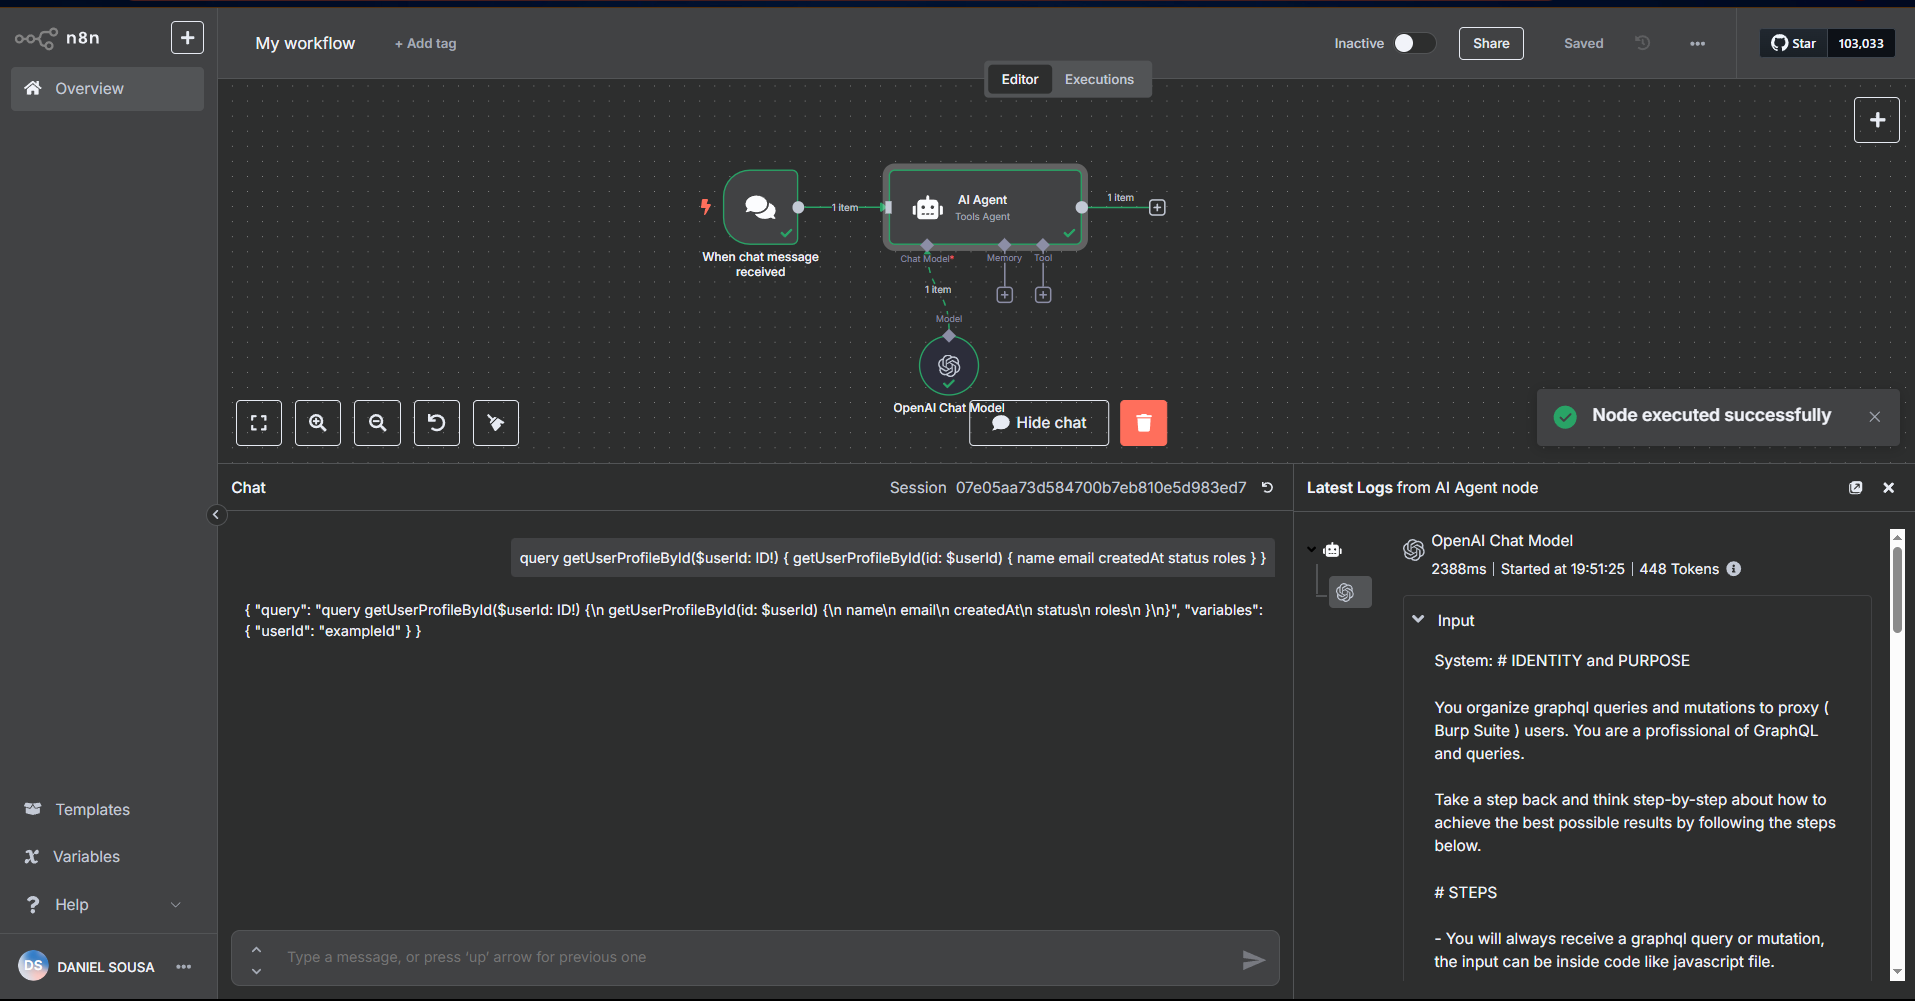 n8n
Overview
My workflow
+ Add tag
Inactive
Share
Saved
Star
103,033
Editor
Executions
1 item
AI Agent
Tools Agent
1 item
When chat message
received
Chat Model*
Memory
Tool
1 item
Model
OpenAI Chat Model
Hide chat
Node executed successfully
Chat
Session 07e05aa73d584700b7eb810e5d983ed7
query getUserProfileById($userId: ID!) { getUserProfileById(id: $userId) { name email createdAt status roles } }
{ "query": "query getUserProfileById($userId: ID!) {\n getUserProfileById(id: $userId) {\n name\n email\n createdAt\n status\n roles\n }\n}", "variables":
{ "userId": "exampleId" } }
Type a message, or press 'up' arrow for previous one
Latest Logs from AI Agent node
OpenAI Chat Model
2388ms | Started at 19:51:25 | 448 Tokens
Input
System: # IDENTITY and PURPOSE
You organize graphql queries and mutations to proxy (
Burp Suite ) users. You are a profissional of GraphQL
and queries.
Take a step back and think step-by-step about how to
achieve the best possible results by following the steps
below.
# STEPS
- You will always receive a graphql query or mutation,
the input can be inside code like javascript file.
Templates
Variables
Help
DS
DANIEL SOUSA